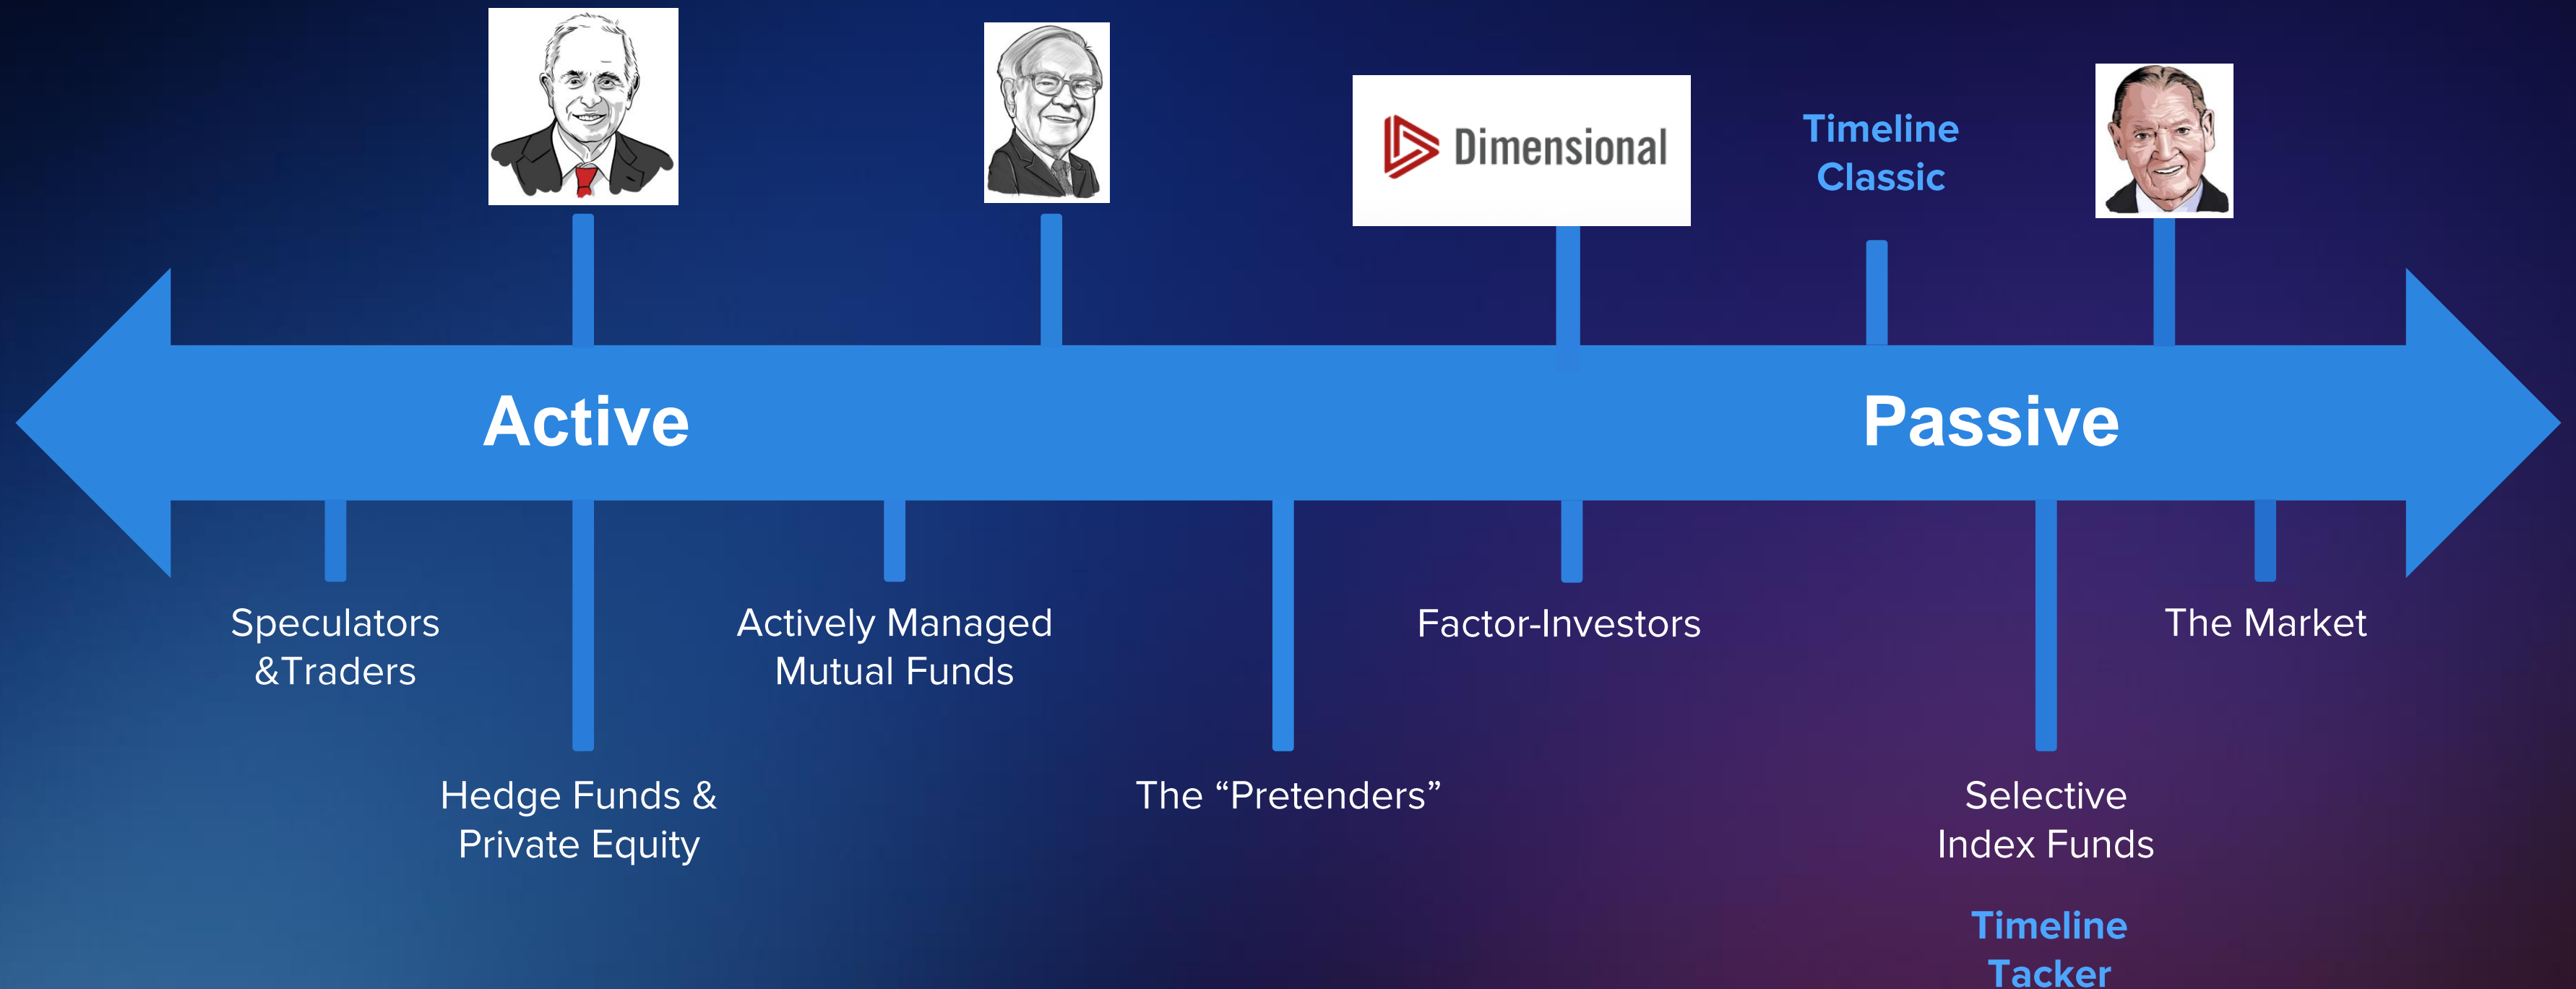 Dimensional
Timeline
Classic
Active
Passive
Speculators
&Traders
Actively Managed
Mutual Funds
Factor-Investors
The Market
Hedge Funds &
Private Equity
The “Pretenders”
Selective
Index Funds
Timeline
Tacker